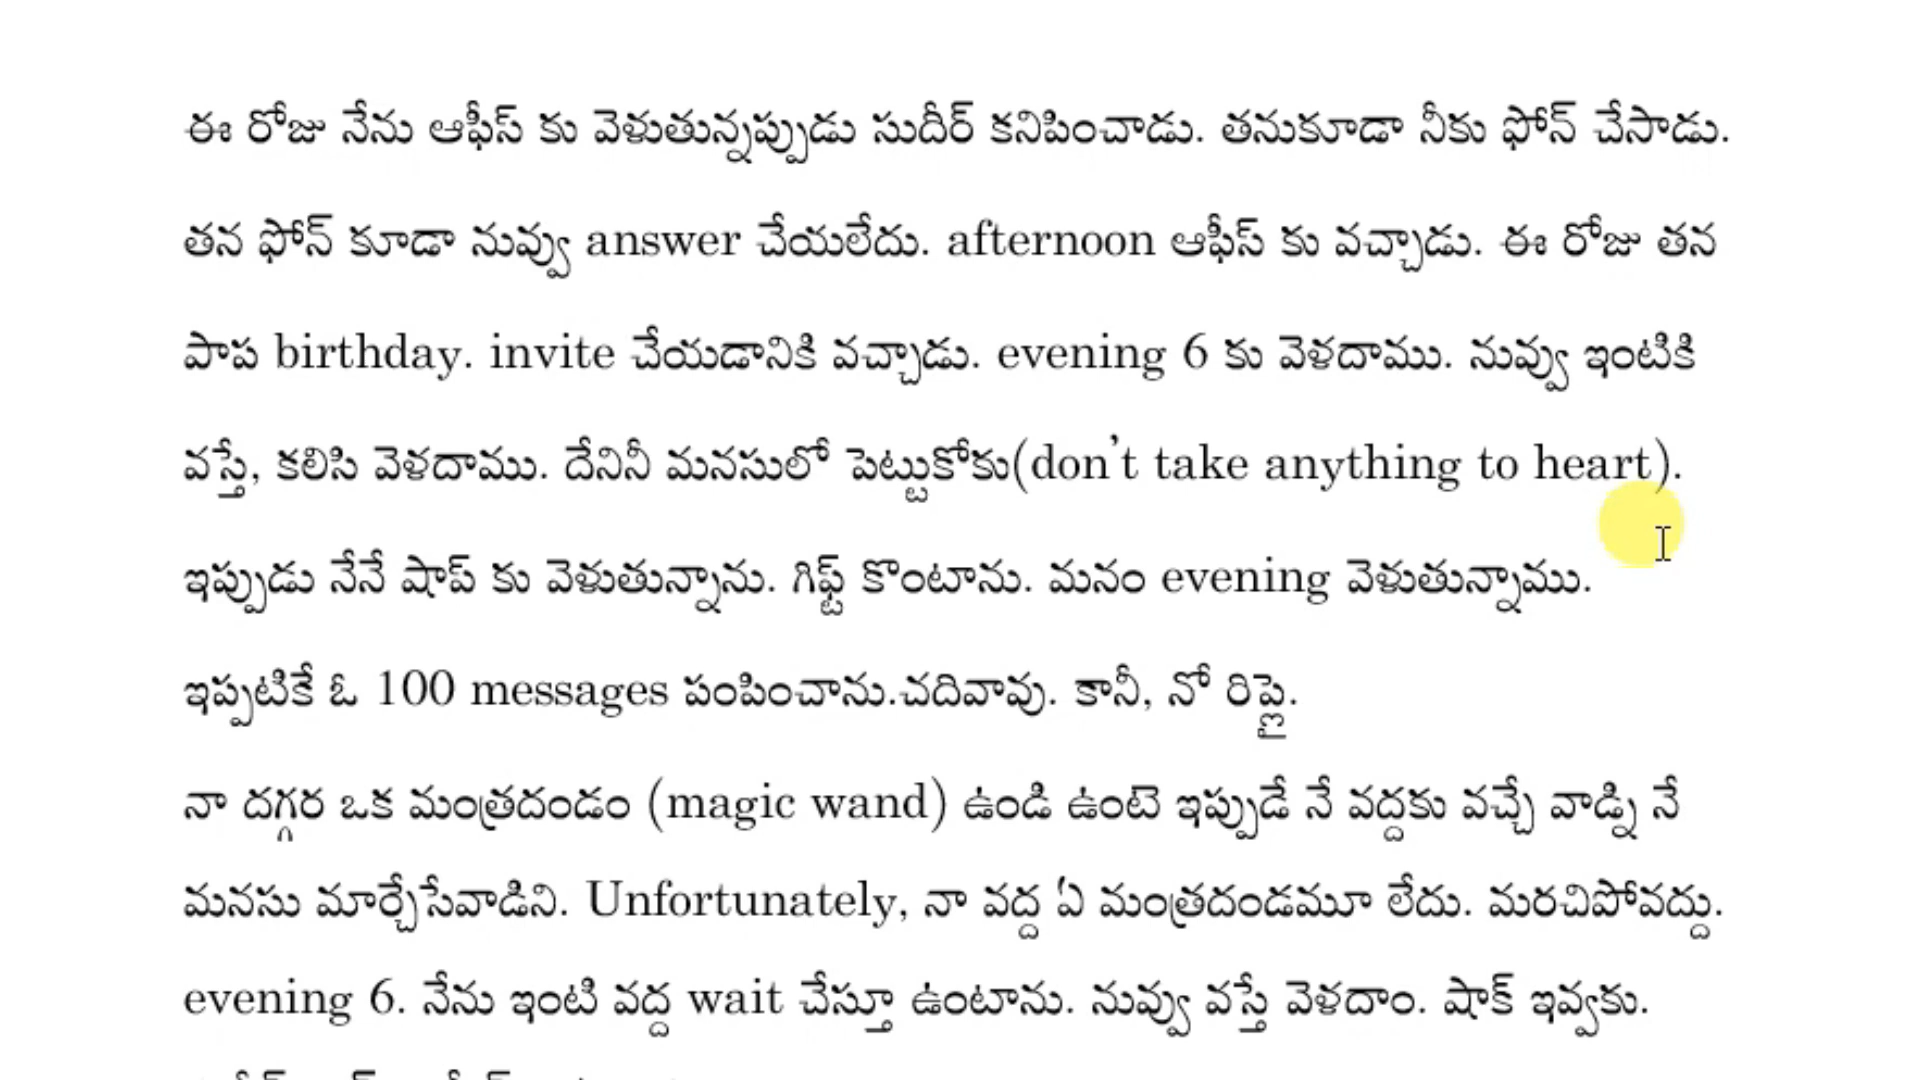 ఈ రోజు నేను ఆఫీస్ కు వెళుతున్నప్పుడు సుదీర్ కనిపించాడు. తనుకూడా నీకు ఫోన్ చేసాడు.
తన ఫోన్ కూడా నువ్వు answer చేయలేదు. afternoon ఆఫీస్ కు వచ్చాడు. ఈ రోజు తన
పాప birthday. invite చేయడానికి వచ్చాడు. evening 6 కు వెళదాము. నువ్వు ఇంటికి
వస్తే, కలిసి వెళదాము. దేనినీ మనసులో పెట్టుకోకు(don't take anything to heart).
ఇప్పుడు నేనే షాప్ కు వెళుతున్నాను. గిఫ్ట్ కొంటాను. మనం evening వెళుతున్నాము.
ఇప్పటికే ఓ 100 messages పంపించాను.చదివావు. కానీ, నో రిప్లై.
నా దగ్గర ఒక మంత్రదండం (magic wand) ఉండి ఉంటె ఇప్పుడే నే వద్దకు వచ్చే వాడ్ని నే
మనసు మార్చేసేవాడిని. Unfortunately, నా వద్ద ఏ మంత్రదండమూ లేదు. మరచిపోవద్దు.
evening 6. నేను ఇంటి వద్ద wait చేస్తూ ఉంటాను. నువ్వు వస్తే వెళదాం. షాక్ ఇవ్వకు.